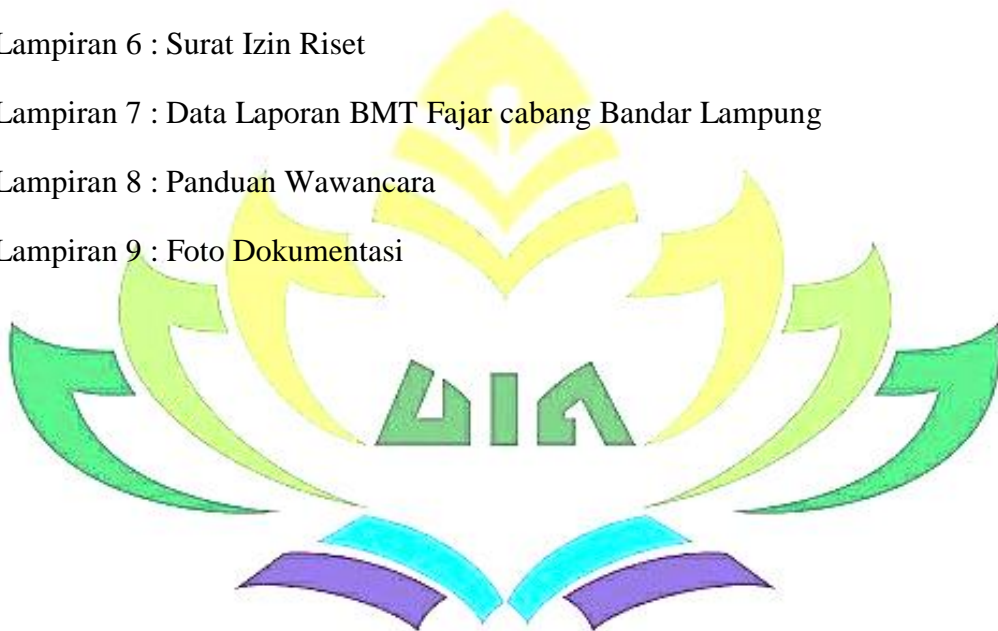 Lampiran 6 : Surat Izin Riset
Lampiran 7 : Data Laporan BMT Fajar cabang Bandar Lampung
Lampiran 8 : Panduan Wawancara
Lampiran 9 : Foto Dokumentasi
UIN